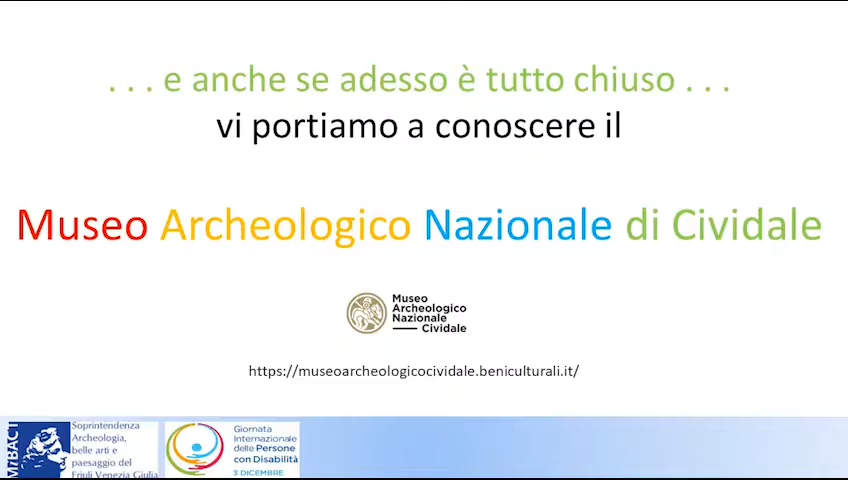 . . . e anche se adesso è tutto chiuso . . .
vi portiamo a conoscere il
Museo Archeologico Nazionale di Cividale
Museo
Archeologico
Nazionale
Cividale
https://museoarcheologicocividale.beniculturali.it/
MiBACT
Soprintendenza
Archeologia,
belle arti e
paesaggio del
Friuli Venezia Giulia
Giornata
Internazionale
delle Persone
con Disabilità
3 DICEMBRE